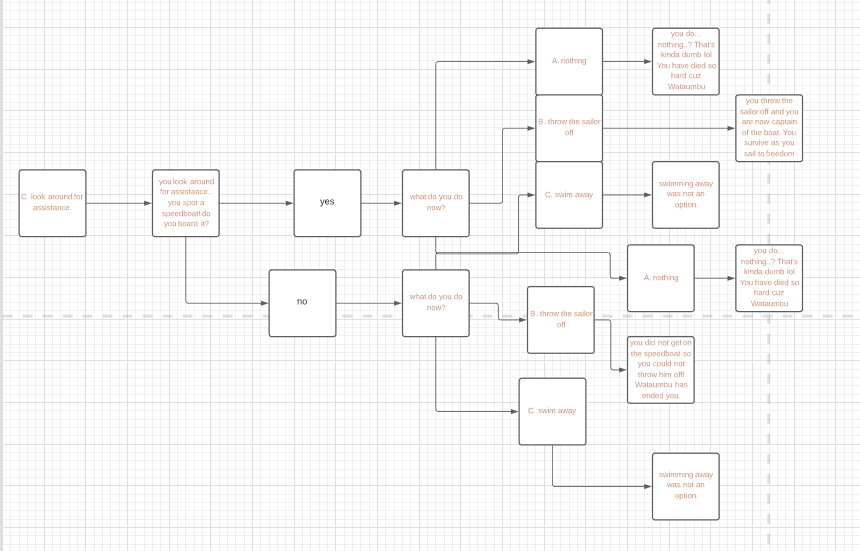 A. nothing
you do...
nothing..? That's
kinda dumb lol
You have died so
hard cuz
Wataumbu
B. throw the sailor
off
you threw the
sailor off and you
are now captain
of the boat. You
survive as you
sail to freedom
C. look around for
assistance.
you look around
for assistance..
you spot a
speedboat! do
you board it?
yes
what do you do
now?
C. swim away
swimming away
was not an
option.
no
what do you do
now?
A. nothing
you do...
nothing..? That's
kinda dumb lol
You have died so
hard cuz
Wataumbu
B. throw the sailor
off
you did not get on
the speedboat so
you could not
throw him off!
Wataumbu has
ended you.
C. swim away
swimming away
was not an
option.